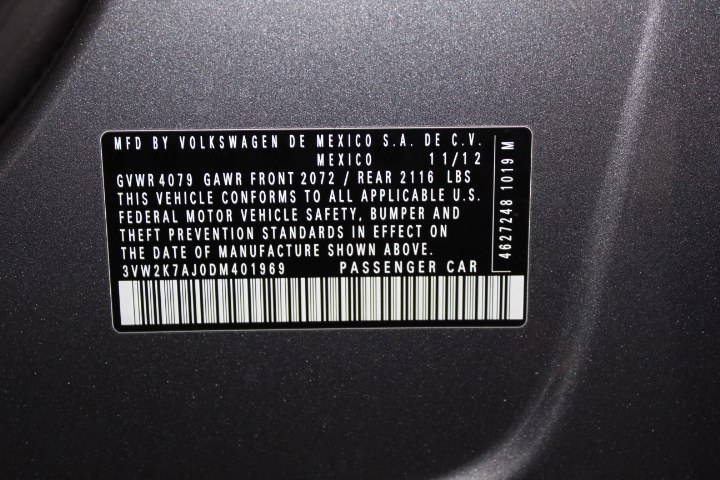 MFD BY VOLKSWAGEN DE MEXICO S.A. DE C.V.
MEXICO 11/12
GVWR 4079 GAWR FRONT 2072 / REAR 2116 LBS
THIS VEHICLE CONFORMS TO ALL APPLICABLE U.S.
FEDERAL MOTOR VEHICLE SAFETY, BUMPER AND
THEFT PREVENTION STANDARDS IN EFFECT ON
THE DATE OF MANUFACTURE SHOWN ABOVE.
3VW2K7AJ0DM401969 PASSENGER CAR
4627248 1019 M